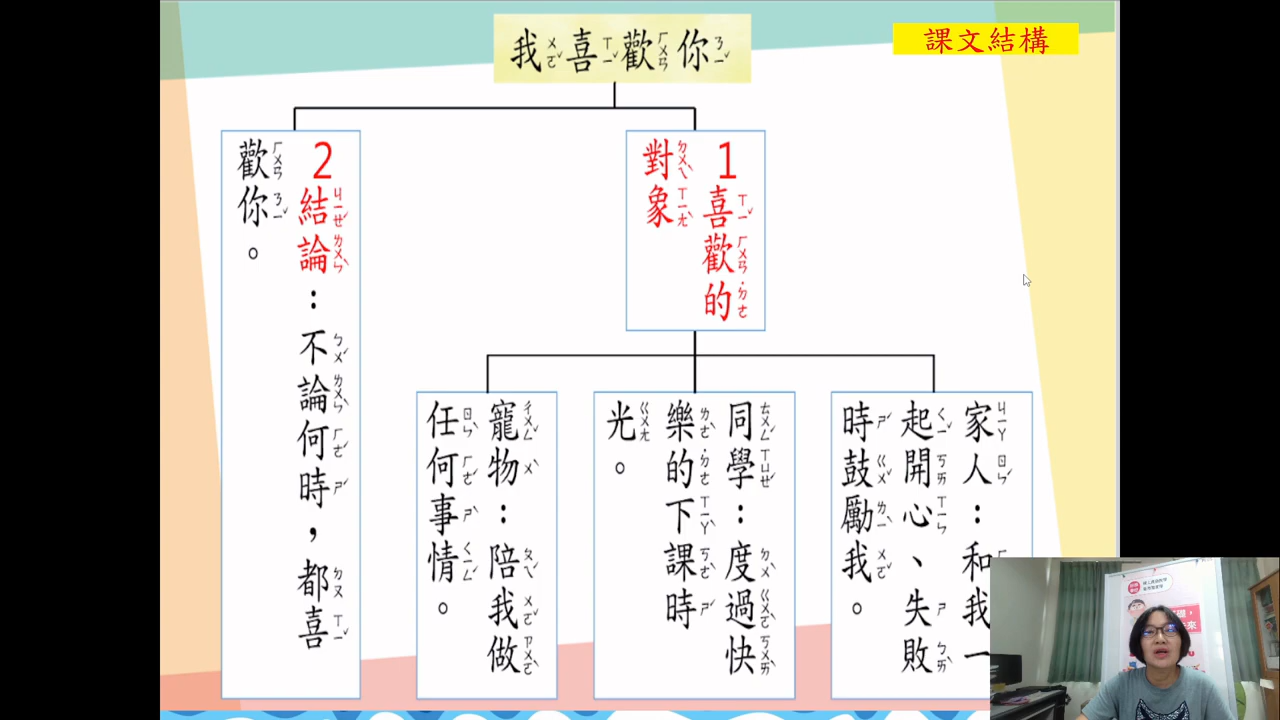 課文結構
我喜歡你
1喜歡的
對象
家人：和我一
起開心、失敗
時鼓勵我。
同學：度過快
樂的下課時
光。
寵物：陪我做
任何事情。
2結論：不論何時，都喜
歡你。